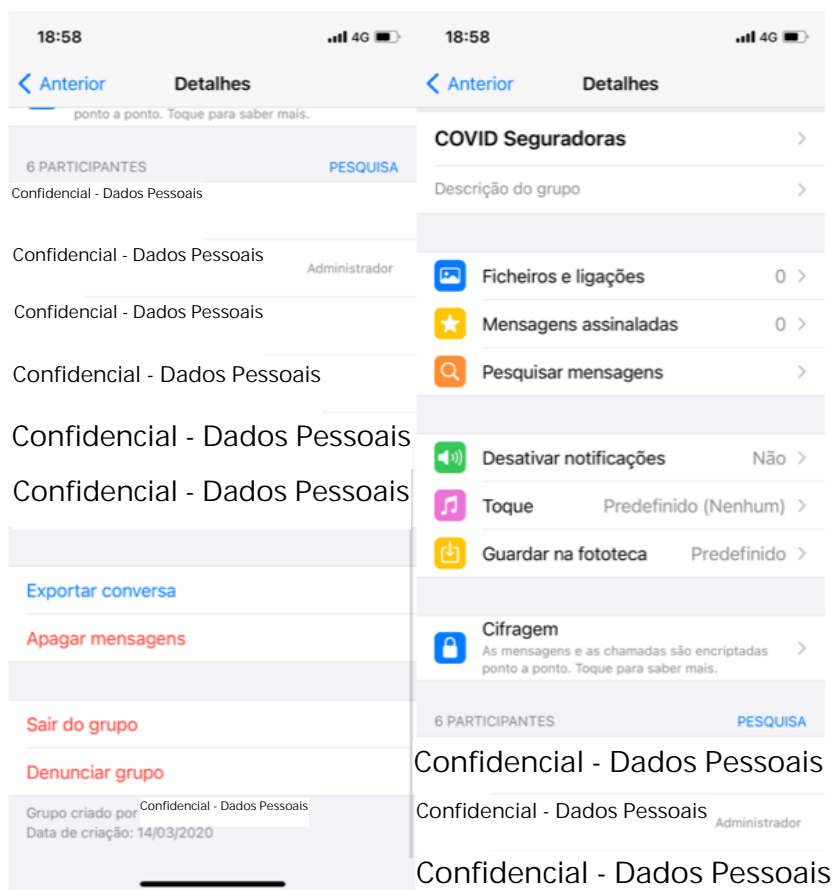 18:58
4G
Anterior
Detalhes
ponto a ponto. Toque para saber mais.
6 PARTICIPANTES
PESQUISA
Confidencial - Dados Pessoais
Confidencial - Dados Pessoais
Administrador
Confidencial - Dados Pessoais
Confidencial - Dados Pessoais
Confidencial - Dados Pessoais
Confidencial - Dados Pessoais
Exportar conversa
Apagar mensagens
Sair do grupo
Denunciar grupo
Grupo criado por Confidencial - Dados Pessoais
Data de criação: 14/03/2020
18:58
4G
Anterior
Detalhes
COVID Seguradoras
Descrição do grupo
Ficheiros e ligações 0
Mensagens assinaladas 0
Pesquisar mensagens
Desativar notificações Não
Toque Predefinido (Nenhum)
Guardar na fototeca Predefinido
Cifragem
As mensagens e as chamadas são encriptadas
ponto a ponto. Toque para saber mais.
6 PARTICIPANTES
PESQUISA
Confidencial - Dados Pessoais
Confidencial - Dados Pessoais
Administrador
Confidencial - Dados Pessoais